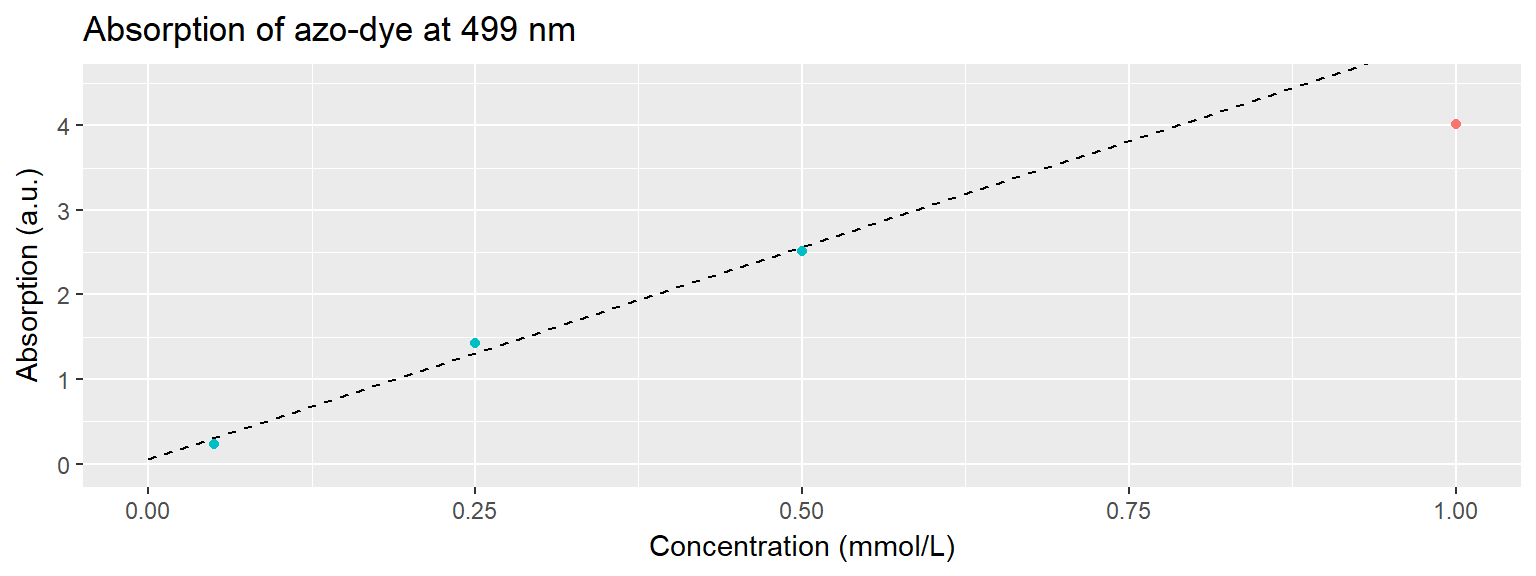 Absorption of azo-dye at 499 nm
Absorption (a.u.)
4
3
2
1
0
0.00 0.25 0.50 0.75 1.00
Concentration (mmol/L)